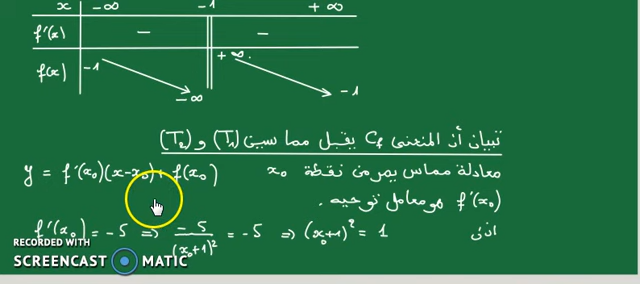 x -∞ -1 +∞
f'(x) - -
f(x) -1 -∞ +∞ -1
تبيان أن المنحنى Cf يقبل مماسين (T1) و (T2)
معادلة مماس يمر من نقطة x₀ y = f'(x₀)(x-x₀)+f(x₀)
f'(x₀) هو معامل توجيه.
اذن f'(x₀) = -5 ⇒ -5/(x₀+1)² = -5 ⇒ (x₀+1)² = 1
RECORDED WITH
SCREENCAST MATIC